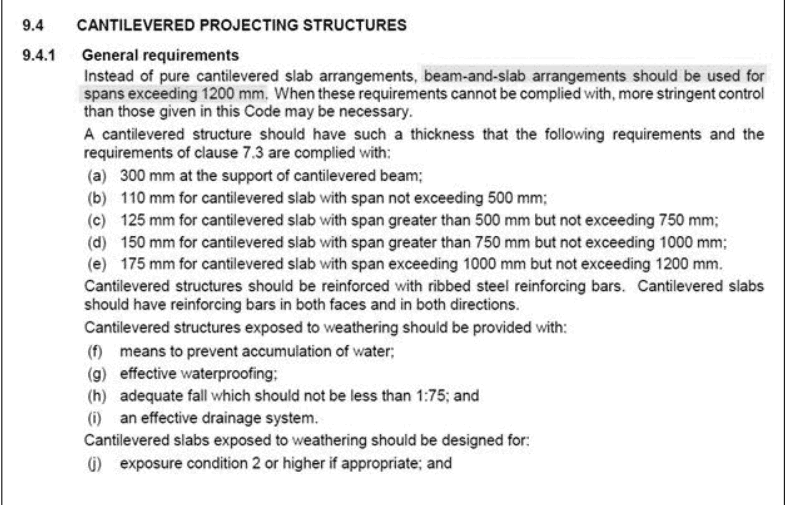 9.4 CANTILEVERED PROJECTING STRUCTURES
9.4.1 General requirements
Instead of pure cantilevered slab arrangements, beam-and-slab arrangements should be used for
spans exceeding 1200 mm. When these requirements cannot be complied with, more stringent control
than those given in this Code may be necessary.
A cantilevered structure should have such a thickness that the following requirements and the
requirements of clause 7.3 are complied with:
(a) 300 mm at the support of cantilevered beam;
(b) 110 mm for cantilevered slab with span not exceeding 500 mm;
(c) 125 mm for cantilevered slab with span greater than 500 mm but not exceeding 750 mm;
(d) 150 mm for cantilevered slab with span greater than 750 mm but not exceeding 1000 mm;
(e) 175 mm for cantilevered slab with span exceeding 1000 mm but not exceeding 1200 mm.
Cantilevered structures should be reinforced with ribbed steel reinforcing bars. Cantilevered slabs
should have reinforcing bars in both faces and in both directions.
Cantilevered structures exposed to weathering should be provided with:
(f) means to prevent accumulation of water;
(g) effective waterproofing;
(h) adequate fall which should not be less than 1:75; and
(i) an effective drainage system.
Cantilevered slabs exposed to weathering should be designed for:
(j) exposure condition 2 or higher if appropriate; and